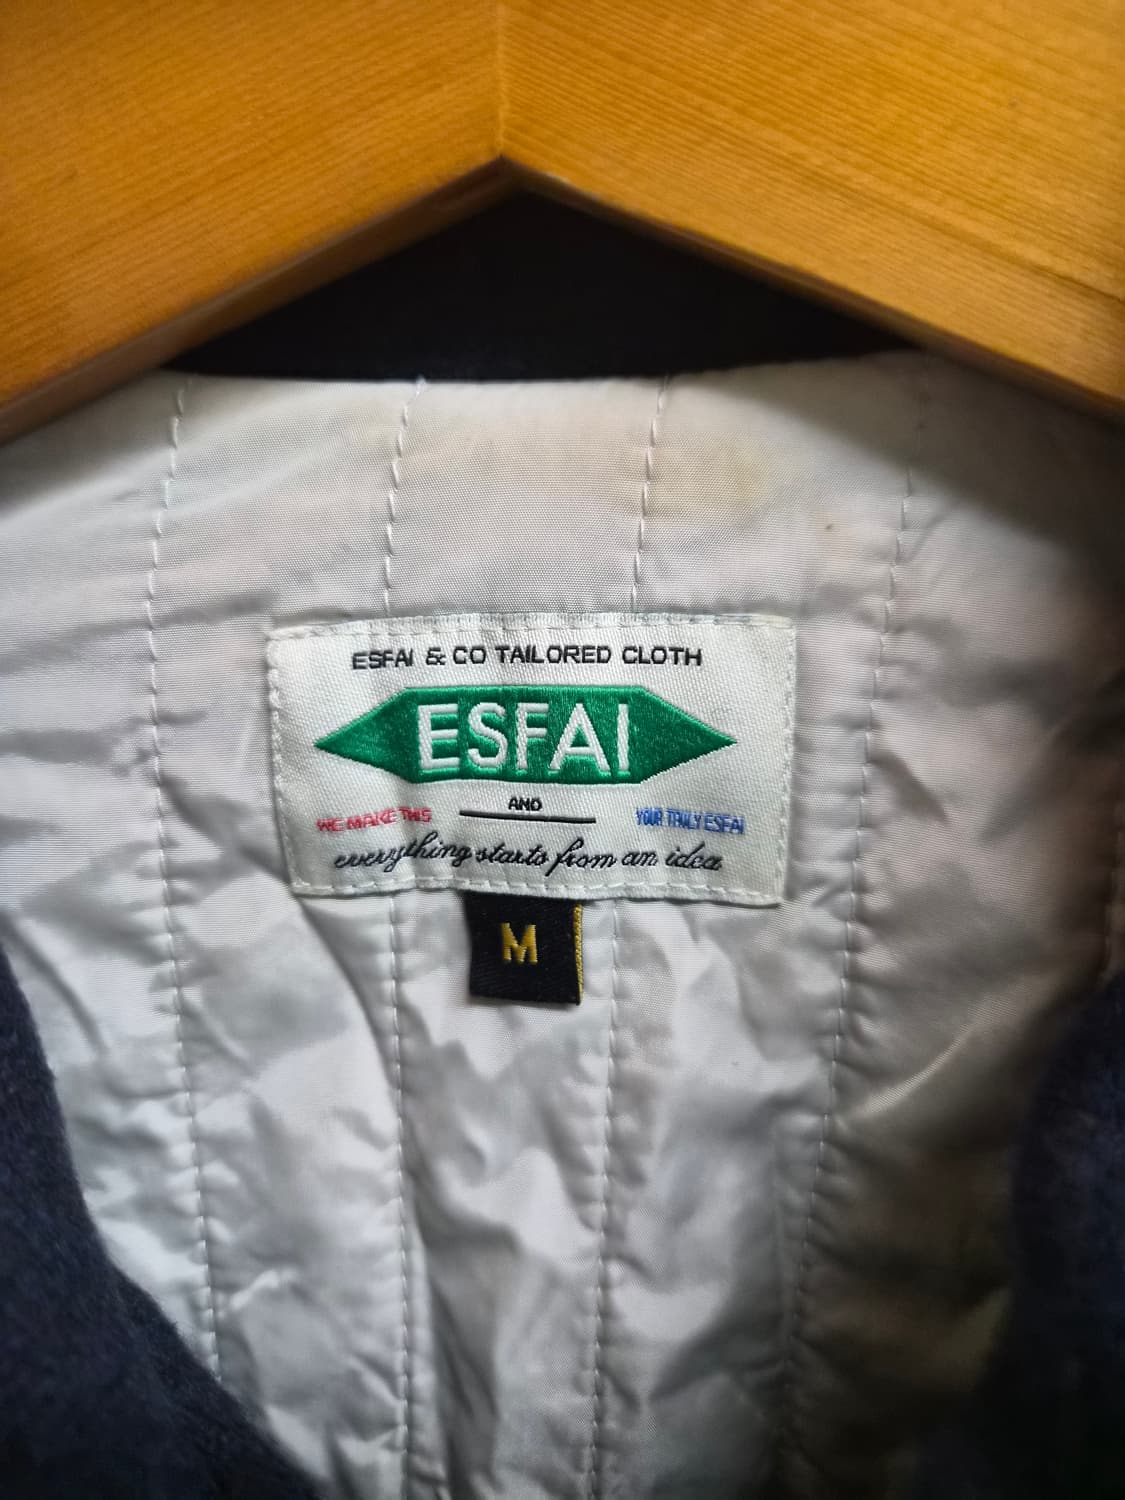 ESFAI & CO TAILORED CLOTH
ESFAI
WE MAKE THIS AND YOUR TRULY ESFAI
everything starts from an idea
M